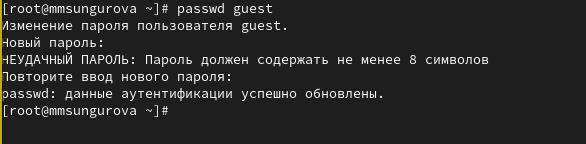 [root@mmsungurova ~]# passwd guest
Изменение пароля пользователя guest.
Новый пароль:
НЕУДАЧНЫЙ ПАРОЛЬ: Пароль должен содержать не менее 8 символов
Повторите ввод нового пароля:
passwd: данные аутентификации успешно обновлены.
[root@mmsungurova ~]#